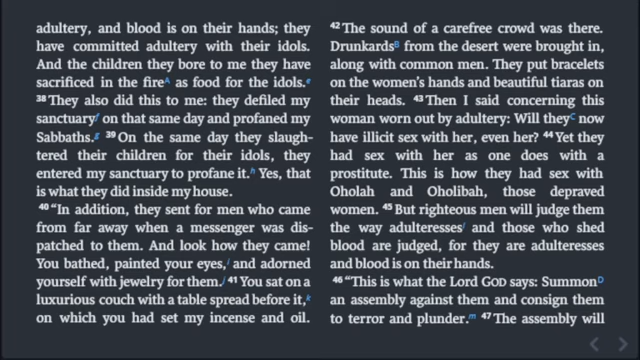 adultery, and blood is on their hands; they
have committed adultery with their idols.
And the children they bore to me they have
sacrificed in the fireᴬ as food for the idols.ᵉ
³⁸ They also did this to me: they defiled my
sanctuaryᶠ on that same day and profaned my
Sabbaths.ᵍ ³⁹ On the same day they slaugh-
tered their children for their idols, they
entered my sanctuary to profane it.ʰ Yes, that
is what they did inside my house.
⁴⁰ “In addition, they sent for men who came
from far away when a messenger was dis-
patched to them. And look how they came!
You bathed, painted your eyes,ⁱ and adorned
yourself with jewelry for them.ʲ ⁴¹ You sat on a
luxurious couch with a table spread before it,ᵏ
on which you had set my incense and oil.
⁴² The sound of a carefree crowd was there.
Drunkardsᴮ from the desert were brought in,
along with common men. They put bracelets
on the women's hands and beautiful tiaras on
their heads. ⁴³ Then I said concerning this
woman worn out by adultery: Will theyᶜ now
have illicit sex with her, even her? ⁴⁴ Yet they
had sex with her as one does with a
prostitute. This is how they had sex with
Oholah and Oholibah, those depraved
women. ⁴⁵ But righteous men will judge them
the way adulteressesˡ and those who shed
blood are judged, for they are adulteresses
and blood is on their hands.
⁴⁶ “This is what the Lord GOD says: Summonᴰ
an assembly against them and consign them
to terror and plunder.ᵐ ⁴⁷ The assembly will